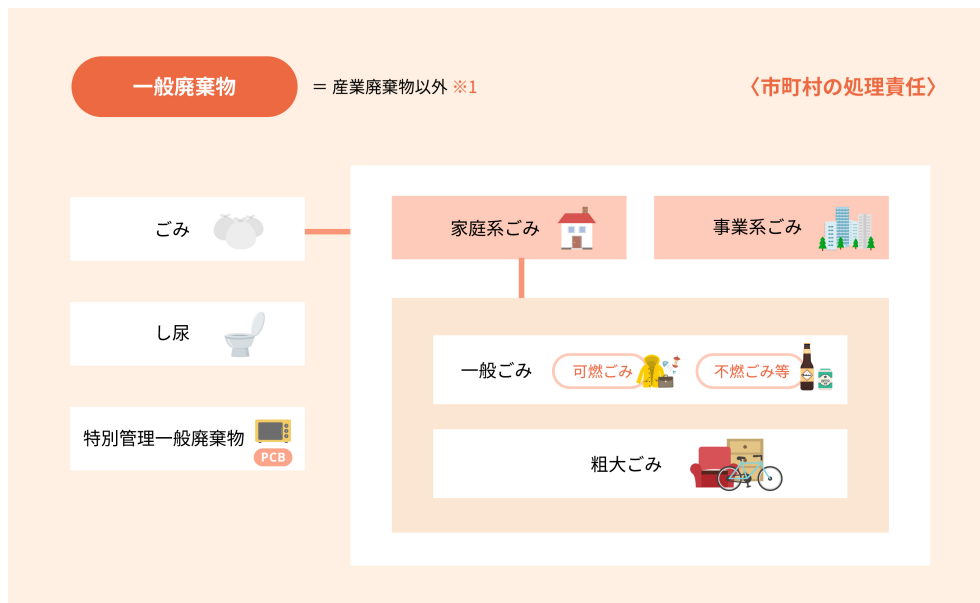 一般廃棄物
＝ 産業廃棄物以外 ※1
〈市町村の処理責任〉
ごみ
し尿
特別管理一般廃棄物
PCB
家庭系ごみ
事業系ごみ
一般ごみ
可燃ごみ
不燃ごみ等
粗大ごみ